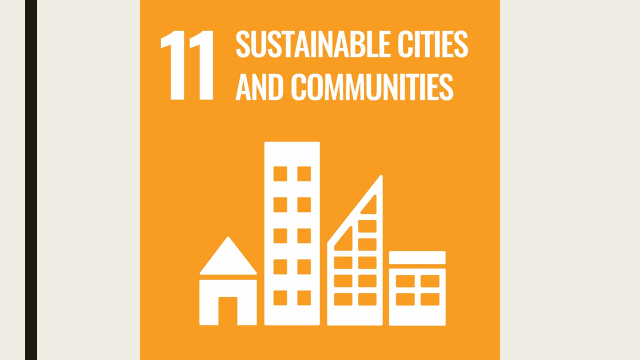 11
SUSTAINABLE CITIES
AND COMMUNITIES